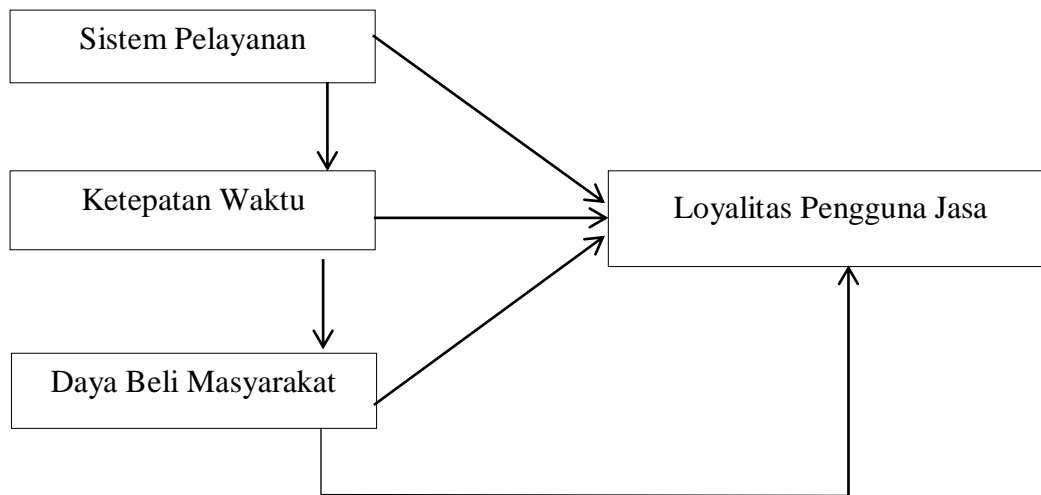 Sistem Pelayanan
Ketepatan Waktu
Loyalitas Pengguna Jasa
Daya Beli Masyarakat